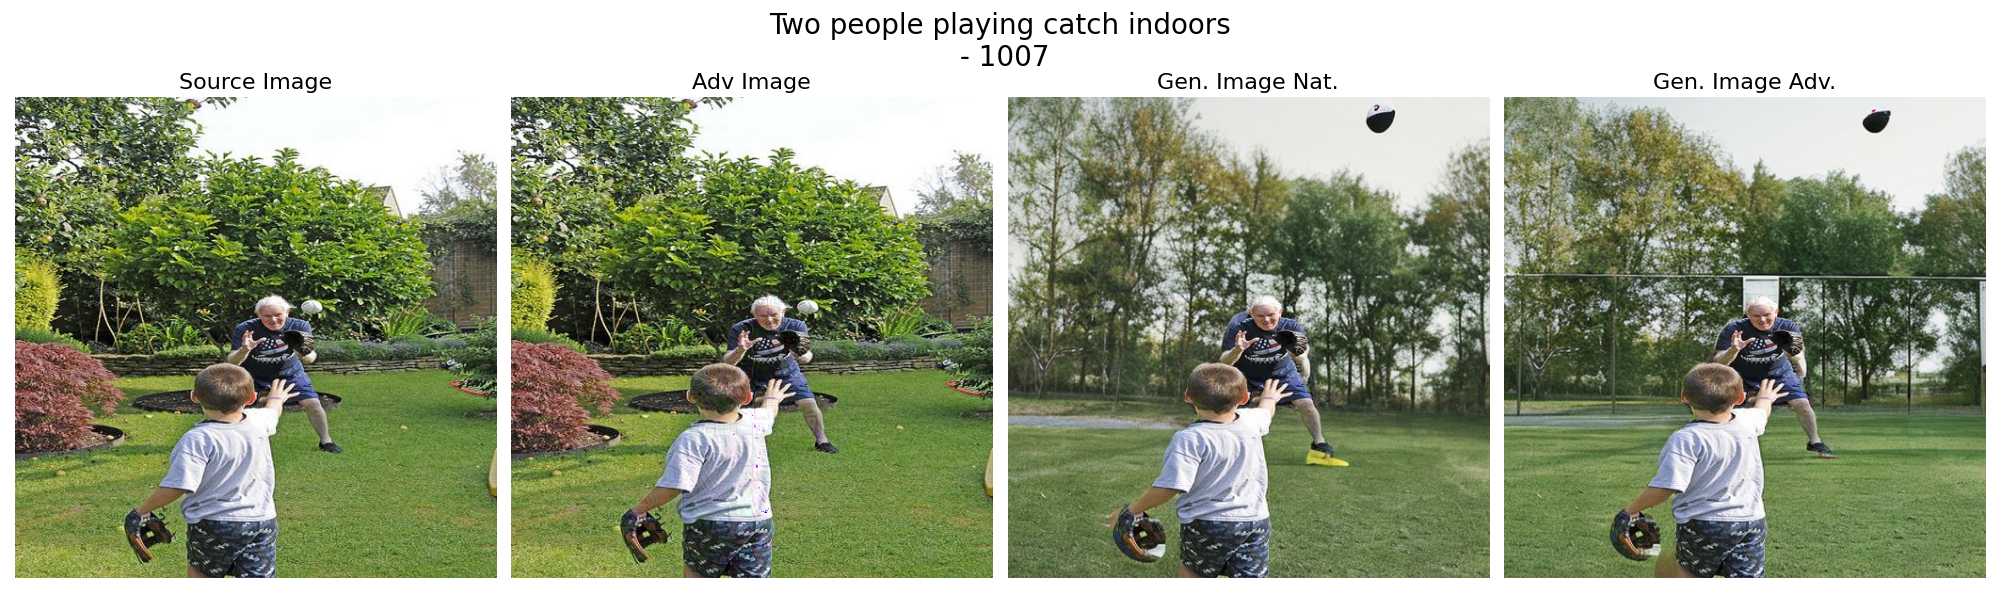 Two people playing catch indoors
- 1007
Source Image
Adv Image
Gen. Image Nat.
Gen. Image Adv.